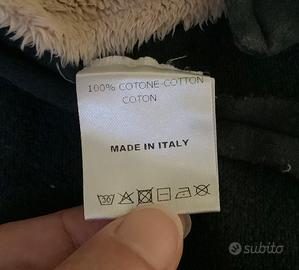 100% COTONE-COTTON
COTON
MADE IN ITALY
30
subito